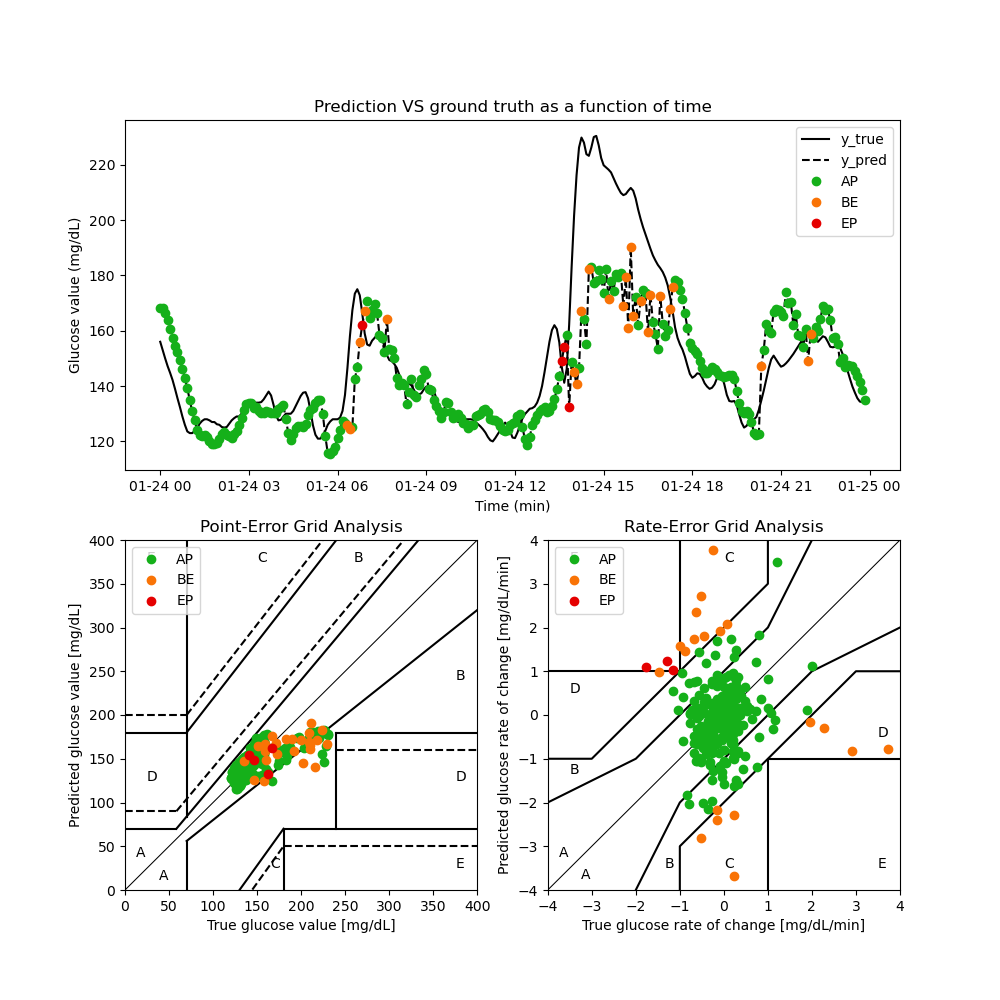 Prediction VS ground truth as a function of time
Glucose value (mg/dL)
220
200
180
160
140
120
y_true
y_pred
AP
BE
EP
01-24 00 01-24 03 01-24 06 01-24 09 01-24 12 01-24 15 01-24 18 01-24 21 01-25 00
Time (min)
Point-Error Grid Analysis
Predicted glucose value [mg/dL]
400
350
300
250
200
150
100
50
0
AP
BE
EP
C
B
B
D
D
A
A
C
E
0 50 100 150 200 250 300 350 400
True glucose value [mg/dL]
Rate-Error Grid Analysis
Predicted glucose rate of change [mg/dL/min]
4
3
2
1
0
−1
−2
−3
−4
AP
BE
EP
C
D
D
B
A
A
B
C
E
−4 −3 −2 −1 0 1 2 3 4
True glucose rate of change [mg/dL/min]